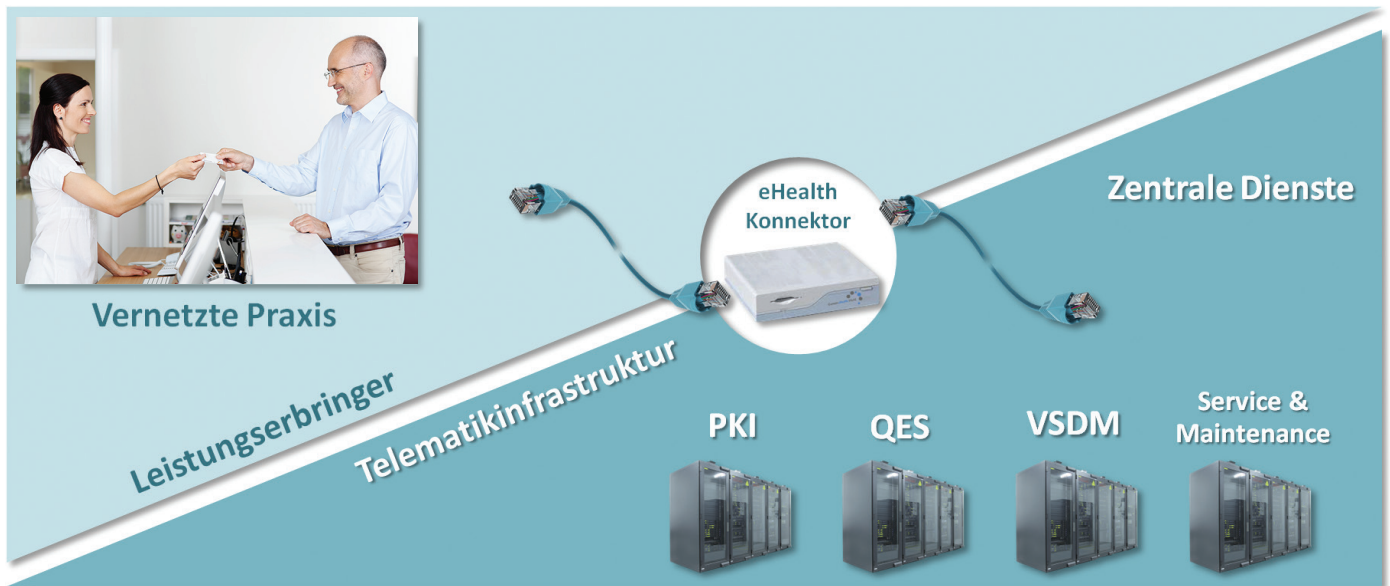 eHealth
Konnektor
Zentrale Dienste
Vernetzte Praxis
Leistungserbringer
Telematikinfrastruktur
PKI
QES
VSDM
Service &
Maintenance